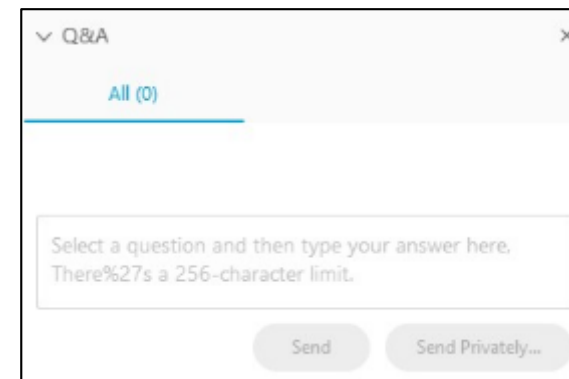 Q&A
All (0)
Select a question and then type your answer here,
There%27s a 256-character limit.
Send
Send Privately...